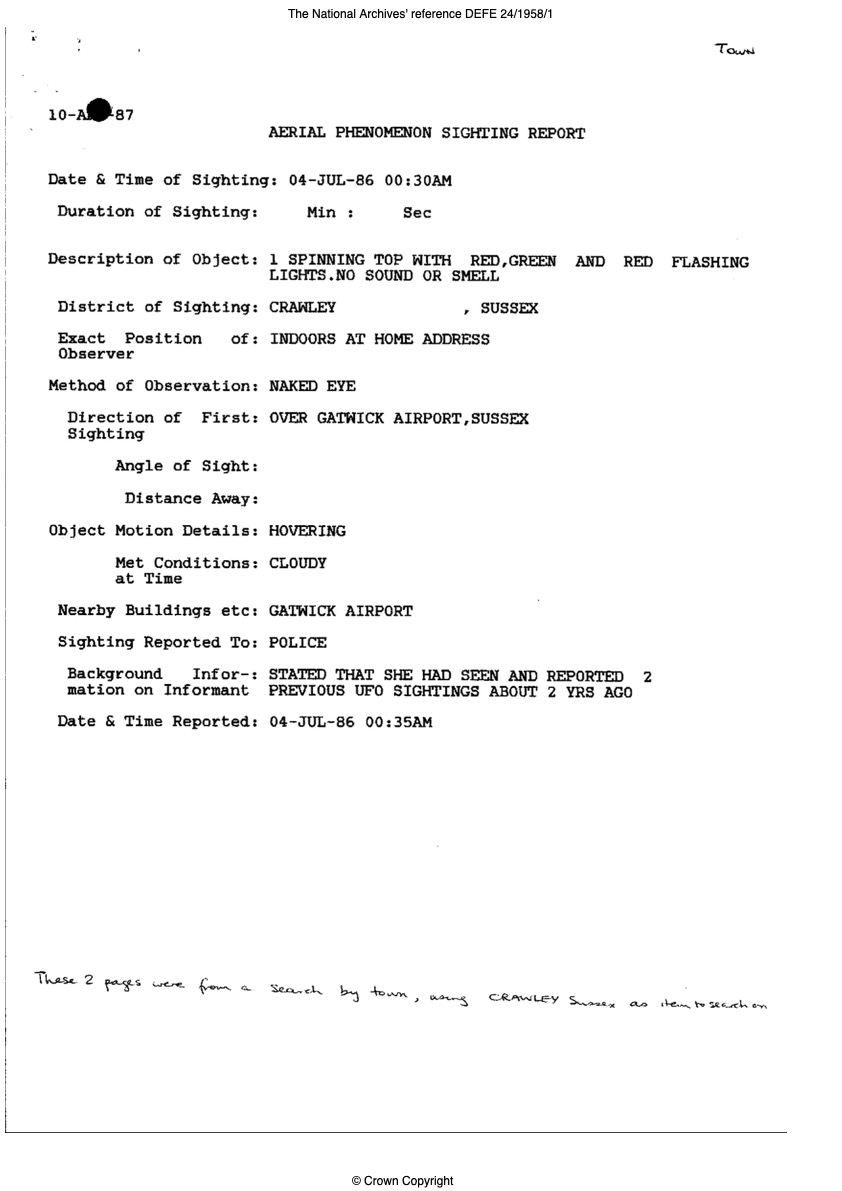 The National Archives' reference DEFE 24/1958/1
Town
10-A -87
AERIAL PHENOMENON SIGHTING REPORT
Date & Time of Sighting: 04-JUL-86 00:30AM
Duration of Sighting: Min : Sec
Description of Object: 1 SPINNING TOP WITH RED,GREEN AND RED FLASHING
LIGHTS.NO SOUND OR SMELL
District of Sighting: CRAWLEY , SUSSEX
Exact Position of: INDOORS AT HOME ADDRESS
Observer
Method of Observation: NAKED EYE
Direction of First: OVER GATWICK AIRPORT,SUSSEX
Sighting
Angle of Sight:
Distance Away:
Object Motion Details: HOVERING
Met Conditions: CLOUDY
at Time
Nearby Buildings etc: GATWICK AIRPORT
Sighting Reported To: POLICE
Background Infor-: STATED THAT SHE HAD SEEN AND REPORTED 2
mation on Informant PREVIOUS UFO SIGHTINGS ABOUT 2 YRS AGO
Date & Time Reported: 04-JUL-86 00:35AM
These 2 pages were from a search by town, using CRAWLEY Sussex as item to search on
© Crown Copyright